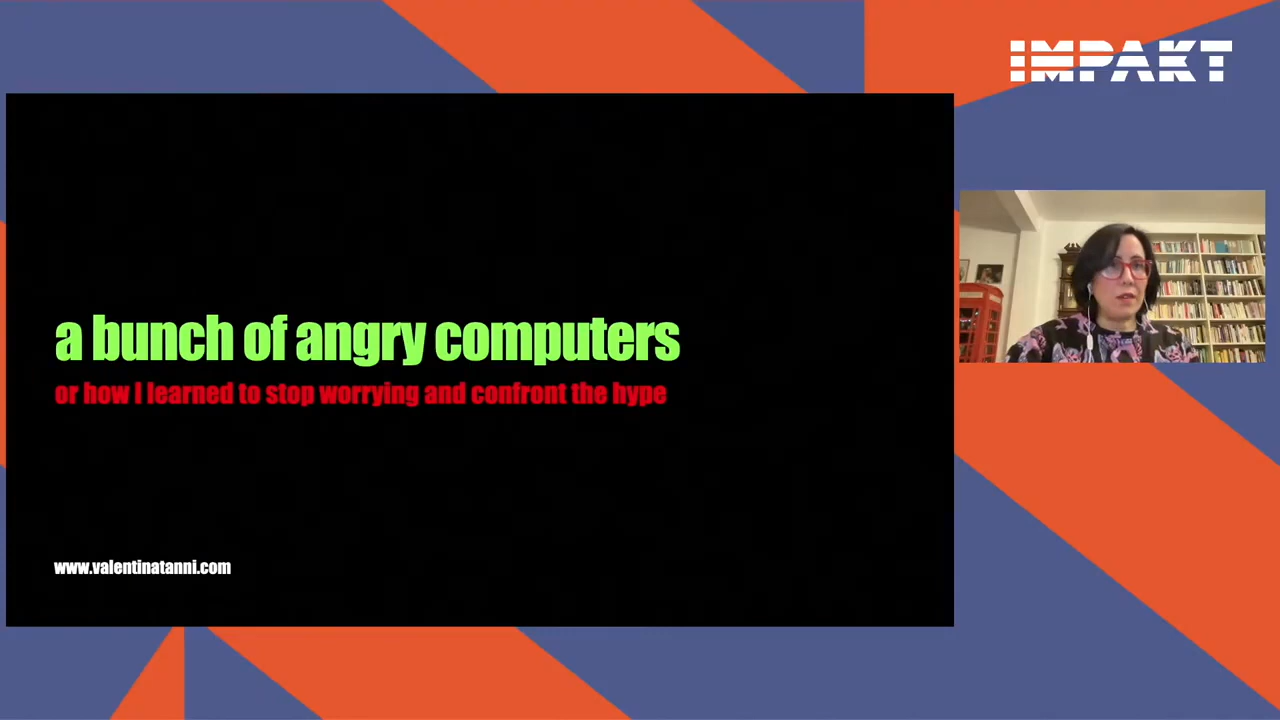 IMPAKT
a bunch of angry computers
or how I learned to stop worrying and confront the hype
www.valentinatanni.com